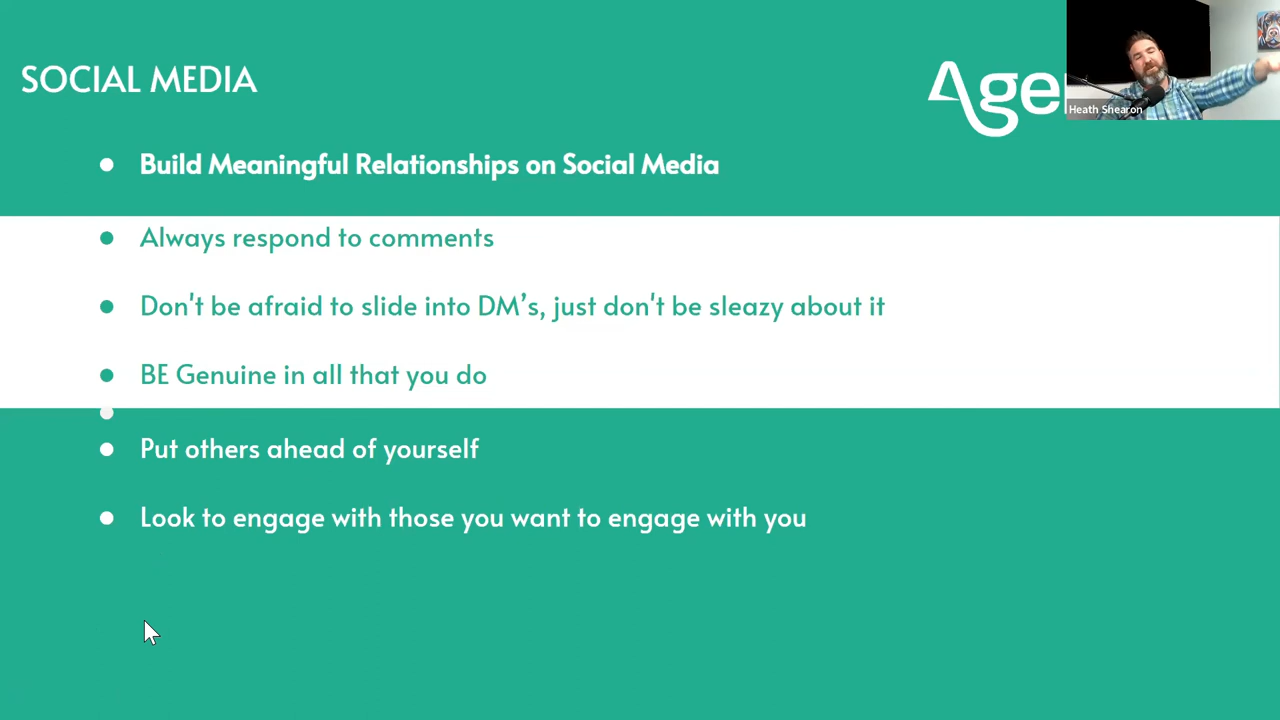 SOCIAL MEDIA
Age
Heath Shearon
Build Meaningful Relationships on Social Media
Always respond to comments
Don't be afraid to slide into DM’s, just don't be sleazy about it
BE Genuine in all that you do
Put others ahead of yourself
Look to engage with those you want to engage with you